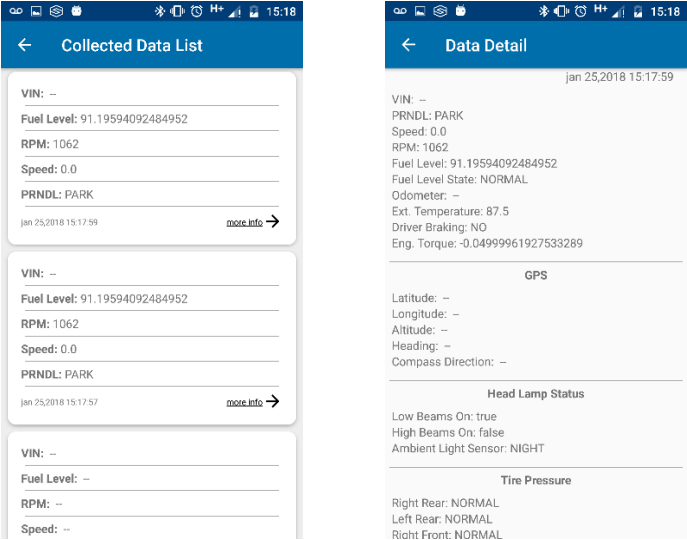 H+ 15:18
Collected Data List
VIN: --
Fuel Level: 91.19594092484952
RPM: 1062
Speed: 0.0
PRNDL: PARK
jan 25,2018 15:17:59 more info
VIN: --
Fuel Level: 91.19594092484952
RPM: 1062
Speed: 0.0
PRNDL: PARK
jan 25,2018 15:17:57 more info
VIN: --
Fuel Level: --
RPM: --
Speed: --
H+ 15:18
Data Detail
jan 25,2018 15:17:59
VIN: --
PRNDL: PARK
Speed: 0.0
RPM: 1062
Fuel Level: 91.19594092484952
Fuel Level State: NORMAL
Odometer: --
Ext. Temperature: 87.5
Driver Braking: NO
Eng. Torque: -0.04999961927533289
GPS
Latitude: --
Longitude: --
Altitude: --
Heading: --
Compass Direction: --
Head Lamp Status
Low Beams On: true
High Beams On: false
Ambient Light Sensor: NIGHT
Tire Pressure
Right Rear: NORMAL
Left Rear: NORMAL
Right Front: NORMAL